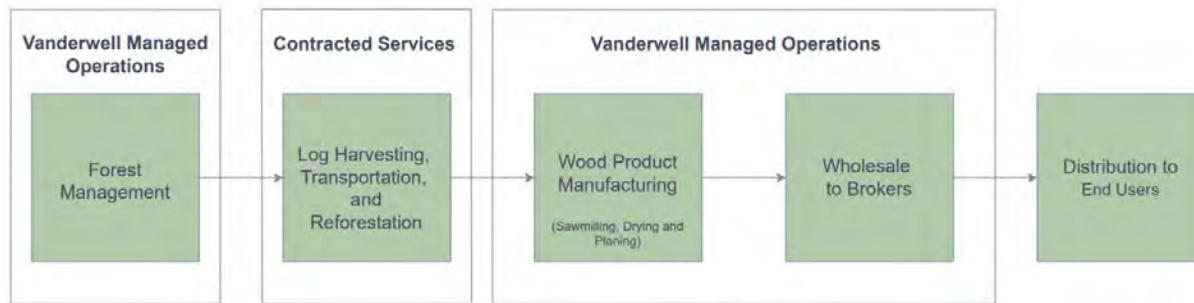 Vanderwell Managed
Operations
Contracted Services
Vanderwell Managed Operations
Forest
Management
Log Harvesting,
Transportation,
and
Reforestation
Wood Product
Manufacturing
(Sawmilling, Drying and
Planing)
Wholesale
to Brokers
Distribution to
End Users